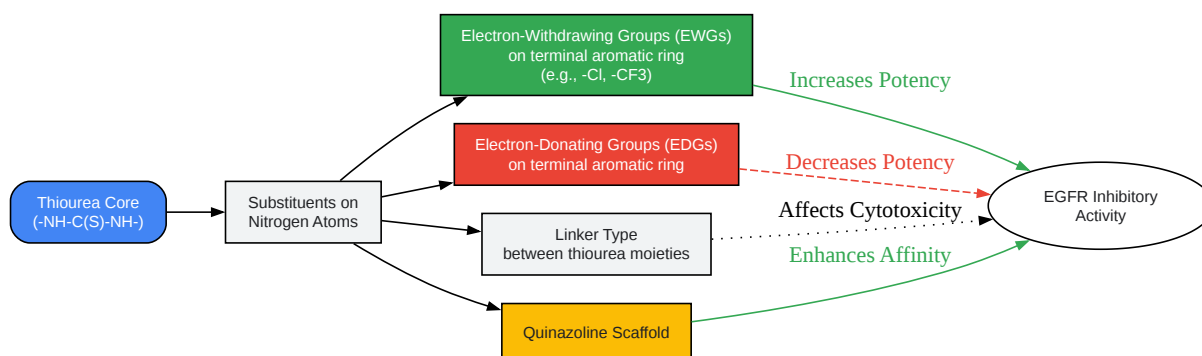 Thiourea Core
(-NH-C(S)-NH-)
Substituents on
Nitrogen Atoms
Electron-Withdrawing Groups (EWGs)
on terminal aromatic ring
(e.g., -Cl, -CF3)
Electron-Donating Groups (EDGs)
on terminal aromatic ring
Linker Type
between thiourea moieties
Quinazoline Scaffold
Increases Potency
Decreases Potency
Affects Cytotoxicity
Enhances Affinity
EGFR Inhibitory
Activity